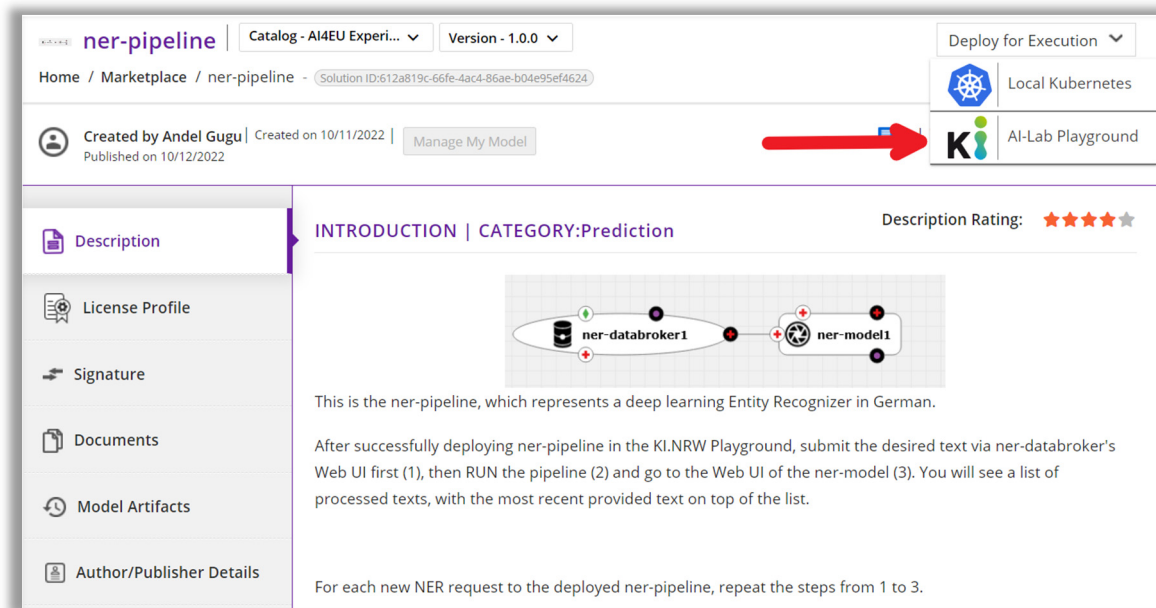 ner-pipeline Catalog - AI4EU Experi... Version - 1.0.0 Deploy for Execution
Home / Marketplace / ner-pipeline - Solution ID:612a819c-66fe-4ac4-86ae-b04e95ef4624
Local Kubernetes
Created by Andel Gugu | Created on 10/11/2022 | Manage My Model
Published on 10/12/2022
Ki AI-Lab Playground
Description
License Profile
Signature
Documents
Model Artifacts
Author/Publisher Details
INTRODUCTION | CATEGORY:Prediction Description Rating:
ner-databroker1 ner-model1
This is the ner-pipeline, which represents a deep learning Entity Recognizer in German.
After successfully deploying ner-pipeline in the KI.NRW Playground, submit the desired text via ner-databroker's
Web UI first (1), then RUN the pipeline (2) and go to the Web UI of the ner-model (3). You will see a list of
processed texts, with the most recent provided text on top of the list.
For each new NER request to the deployed ner-pipeline, repeat the steps from 1 to 3.